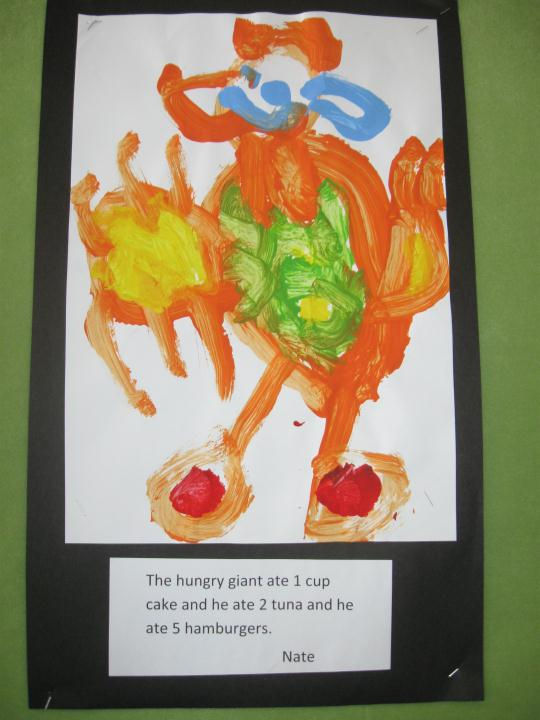 The hungry giant ate 1 cup
cake and he ate 2 tuna and he
ate 5 hamburgers.
Nate